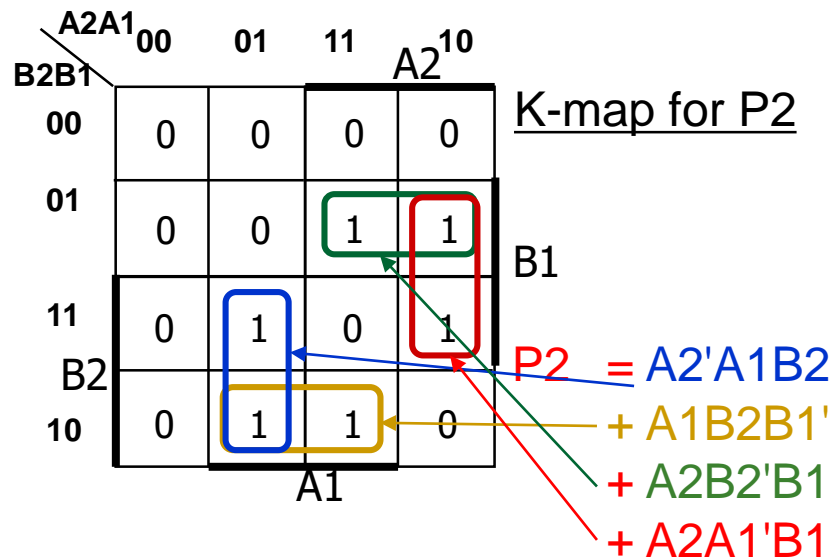 A2A1 00 01 11 10
A2
B2B1
K-map for P2
00 0 0 0 0
01 0 0 1 1
B1
11 0 1 0 1
B2
P2 = A2'A1B2
10 0 1 1 0
+ A1B2B1'
A1
+ A2B2'B1
+ A2A1'B1